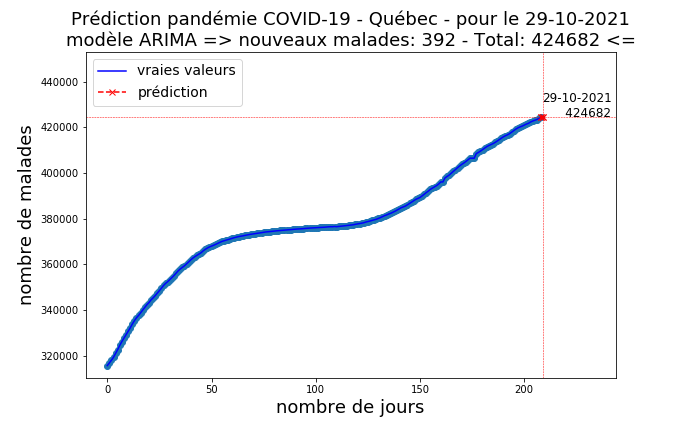 Prédiction pandémie COVID-19 - Québec - pour le 29-10-2021
modèle ARIMA => nouveaux malades: 392 - Total: 424682 <=
vraies valeurs
prédiction
29-10-2021
424682
nombre de malades
440000
420000
400000
380000
360000
340000
320000
0 50 100 150 200
nombre de jours